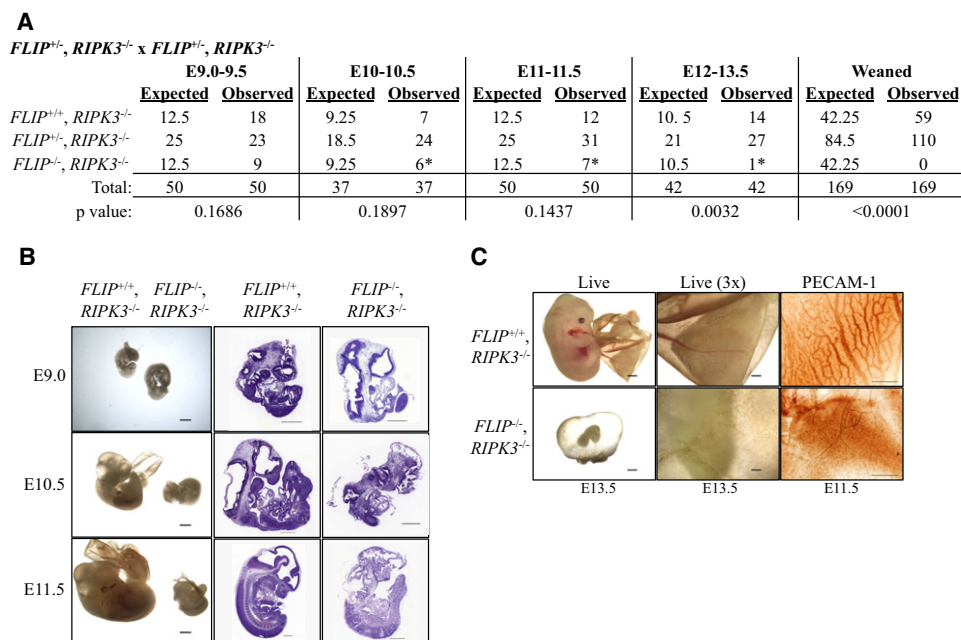 A
FLIP+/-, RIPK3-/- x FLIP+/-, RIPK3-/-
E9.0-9.5 E10-10.5 E11-11.5 E12-13.5 Weaned
Expected Observed Expected Observed Expected Observed Expected Observed Expected Observed
FLIP+/+, RIPK3-/- 12.5 18 9.25 7 12.5 12 10. 5 14 42.25 59
FLIP+/-, RIPK3-/- 25 23 18.5 24 25 31 21 27 84.5 110
FLIP-/-, RIPK3-/- 12.5 9 9.25 6* 12.5 7* 10.5 1* 42.25 0
Total: 50 50 37 37 50 50 42 42 169 169
p value: 0.1686 0.1897 0.1437 0.0032 <0.0001
B
FLIP+/+, FLIP-/-, FLIP+/+, FLIP-/-,
RIPK3-/- RIPK3-/- RIPK3-/- RIPK3-/-
E9.0
E10.5
E11.5
C
Live Live (3x) PECAM-1
FLIP+/+,
RIPK3-/-
FLIP-/-,
RIPK3-/-
E13.5 E13.5 E11.5